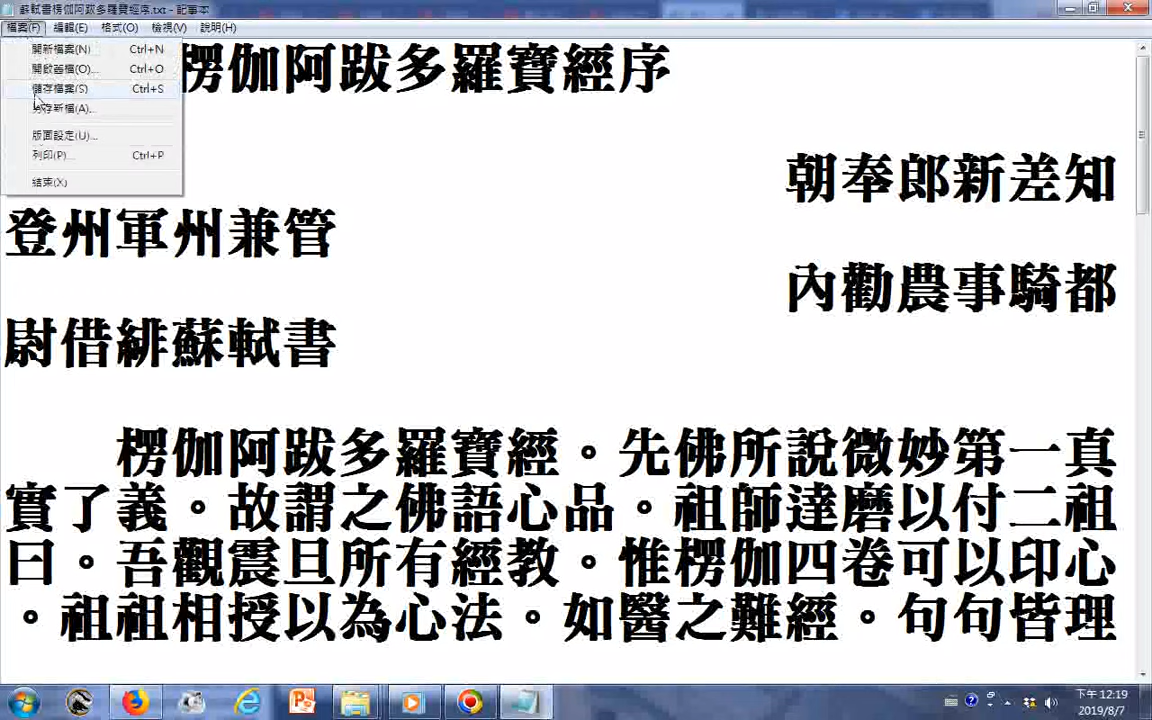 蘇軾書楞伽阿跋多羅寶經序.txt - 記事本
檔案(F) 編輯(E) 格式(O) 檢視(V) 說明(H)
開新檔案(N) Ctrl+N
開啟舊檔(O)... Ctrl+O
儲存檔案(S) Ctrl+S
另存新檔(A)...
版面設定(U)...
列印(P)... Ctrl+P
結束(X)
楞伽阿跋多羅寶經序
朝奉郎新差知
登州軍州兼管
內勸農事騎都
尉借緋蘇軾書
楞伽阿跋多羅寶經。先佛所說微妙第一真
實了義。故謂之佛語心品。祖師達磨以付二祖
曰。吾觀震旦所有經教。惟楞伽四卷可以印心
。祖祖相授以為心法。如醫之難經。句句皆理
下午 12:19
2019/8/7